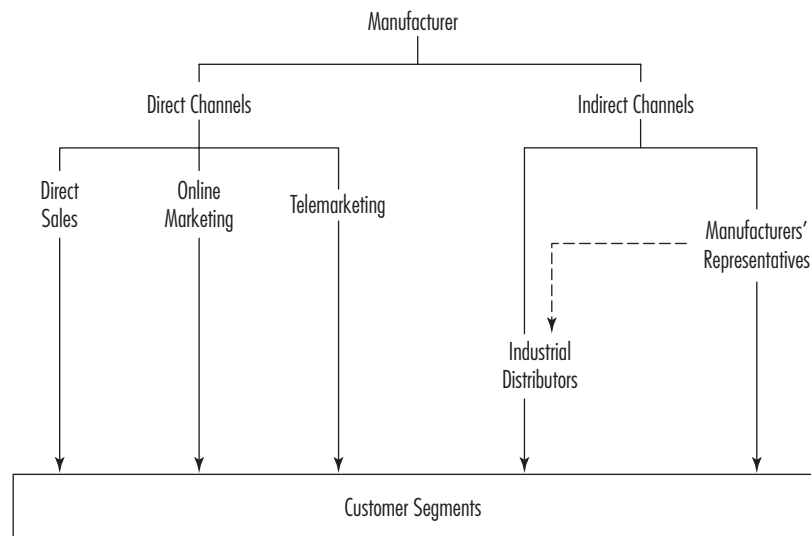 Manufacturer
Direct Channels
Indirect Channels
Direct
Sales
Online
Marketing
Telemarketing
Manufacturers’
Representatives
Industrial
Distributors
Customer Segments